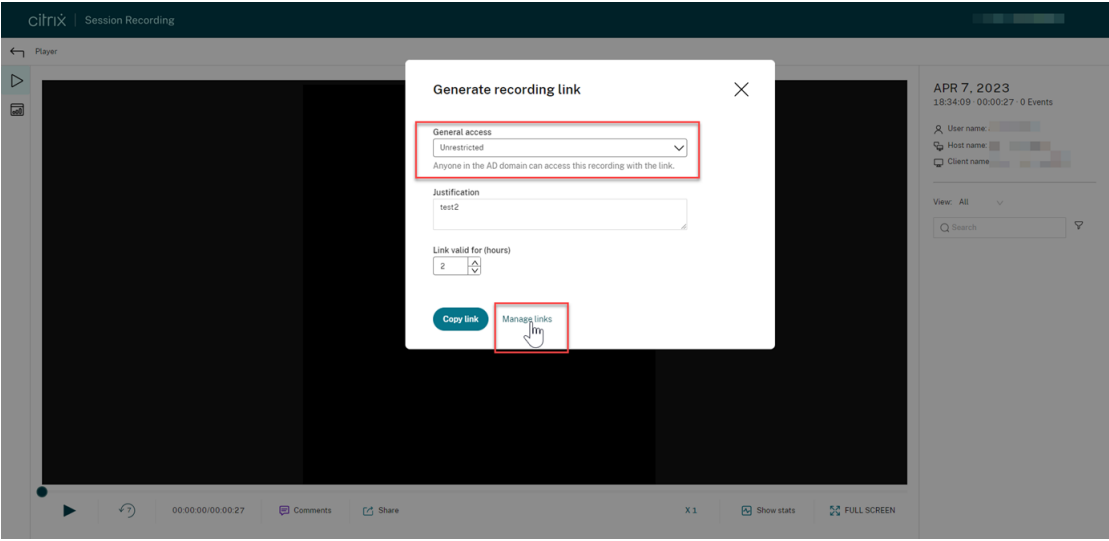 citrix | Session Recording
Player
Generate recording link
General access
Unrestricted
Anyone in the AD domain can access this recording with the link.
Justification
test2
Link valid for (hours)
2
Copy link
Manage links
APR 7, 2023
18:34:09 · 00:00:27 · 0 Events
User name:
Host name:
Client name
View: All
Search
00:00:00/00:00:27
Comments
Share
X 1
Show stats
FULL SCREEN